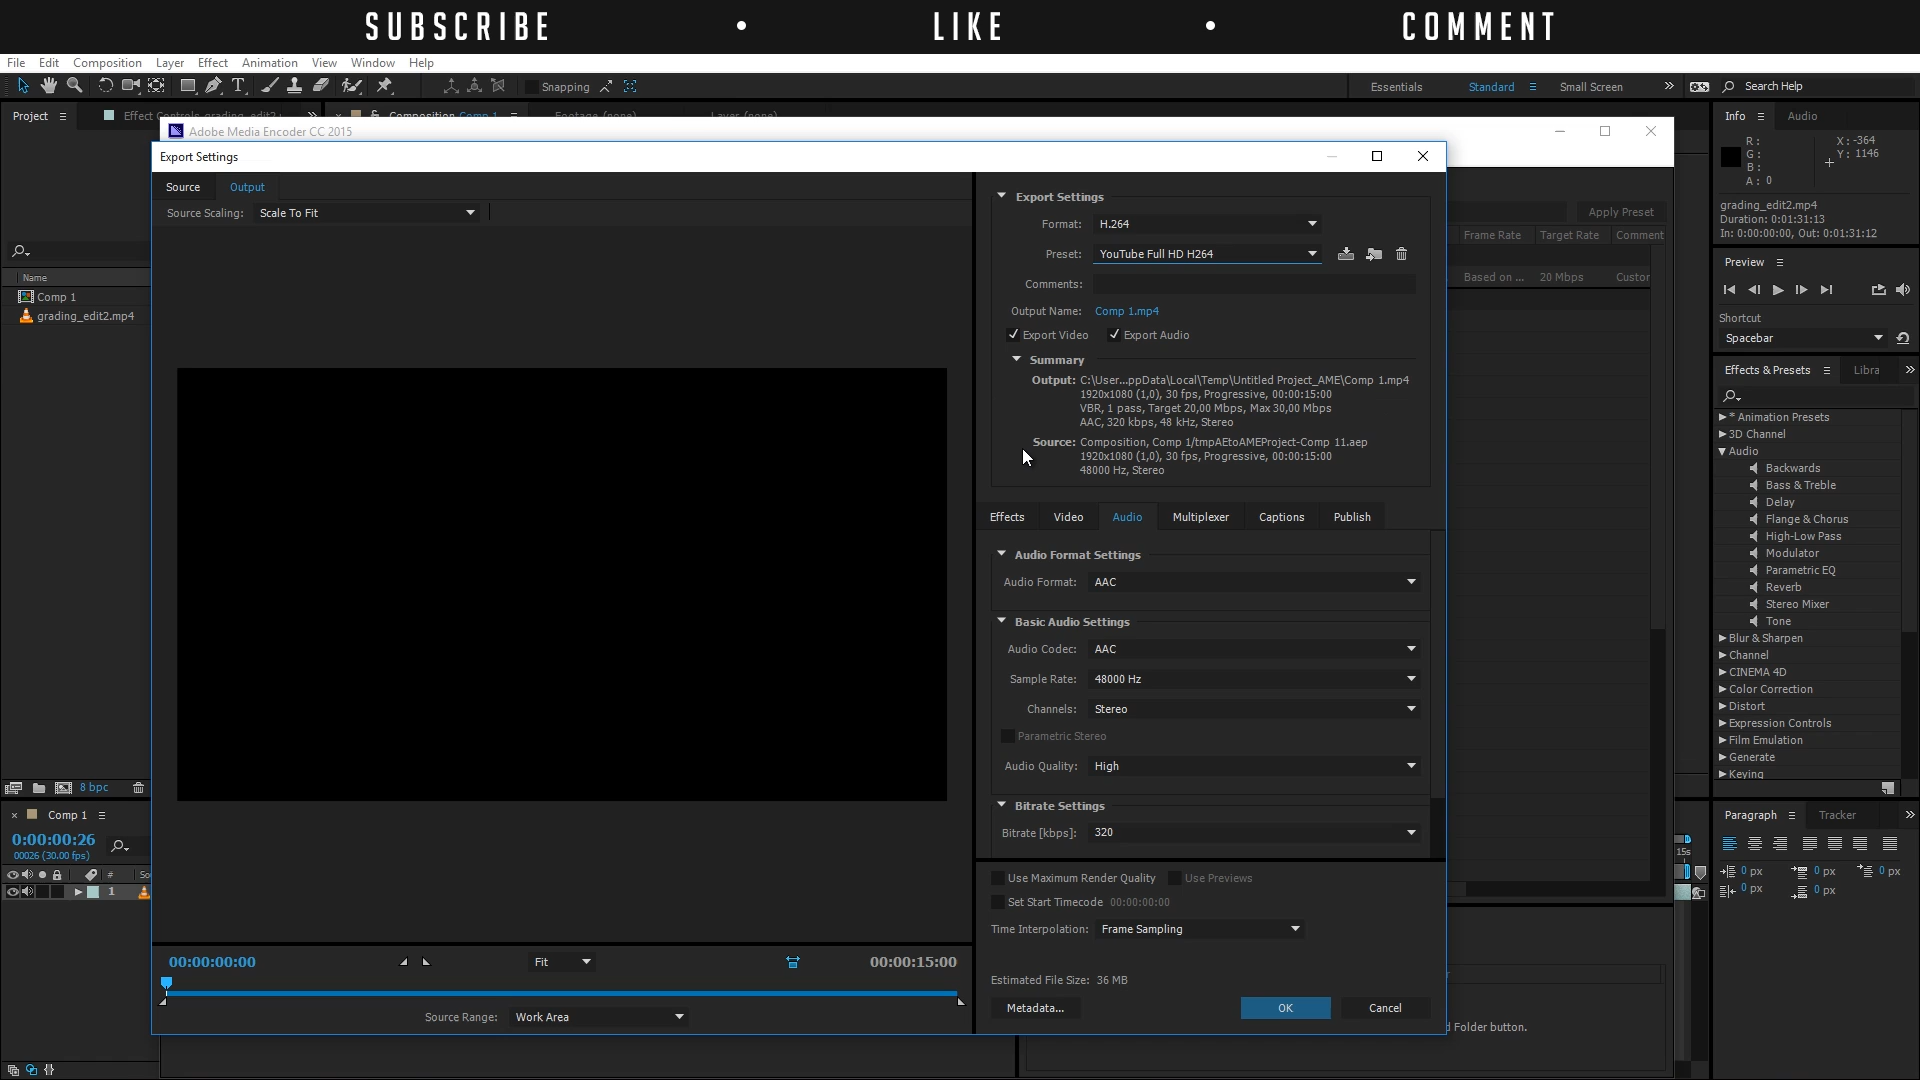 SUBSCRIBE • LIKE • COMMENT
File Edit Composition Layer Effect Animation View Window Help
Snapping
Essentials Standard Small Screen Search Help
Project
Effect Controls grading_edit2
Composition Comp 1
Footage (none)
Layer (none)
Name
Comp 1
grading_edit2.mp4
8 bpc
Adobe Media Encoder CC 2015
Export Settings
Source Output
Source Scaling: Scale To Fit
00:00:00:00
Fit
00:00:15:00
Source Range: Work Area
Export Settings
Format: H.264
Preset: YouTube Full HD H264
Comments:
Output Name: Comp 1.mp4
Export Video Export Audio
Summary
Output: C:\User...ppData\Local\Temp\Untitled Project_AME\Comp 1.mp4
1920x1080 (1,0), 30 fps, Progressive, 00:00:15:00
VBR, 1 pass, Target 20,00 Mbps, Max 30,00 Mbps
AAC, 320 kbps, 48 kHz, Stereo
Source: Composition, Comp 1/tmpAEtoAMEProject-Comp 11.aep
1920x1080 (1,0), 30 fps, Progressive, 00:00:15:00
48000 Hz, Stereo
Effects Video Audio Multiplexer Captions Publish
Audio Format Settings
Audio Format: AAC
Basic Audio Settings
Audio Codec: AAC
Sample Rate: 48000 Hz
Channels: Stereo
Parametric Stereo
Audio Quality: High
Bitrate Settings
Bitrate [kbps]: 320
Use Maximum Render Quality Use Previews
Set Start Timecode 00:00:00:00
Time Interpolation: Frame Sampling
Estimated File Size: 36 MB
Metadata... OK Cancel
Apply Preset
Frame Rate Target Rate Comment
Based on ... 20 Mbps Custor
d Folder button.
Comp 1
0:00:00:26
00026 (30.00 fps)
# So
1
15s
Info Audio
R: X: -364
G: Y: 1146
B:
A: 0
grading_edit2.mp4
Duration: 0:01:31:13
In: 0:00:00:00, Out: 0:01:31:12
Preview
Shortcut
Spacebar
Effects & Presets Libra
* Animation Presets
3D Channel
Audio
Backwards
Bass & Treble
Delay
Flange & Chorus
High-Low Pass
Modulator
Parametric EQ
Reverb
Stereo Mixer
Tone
Blur & Sharpen
Channel
CINEMA 4D
Color Correction
Distort
Expression Controls
Film Emulation
Generate
Keying
Paragraph Tracker
0 px 0 px 0 px
0 px 0 px